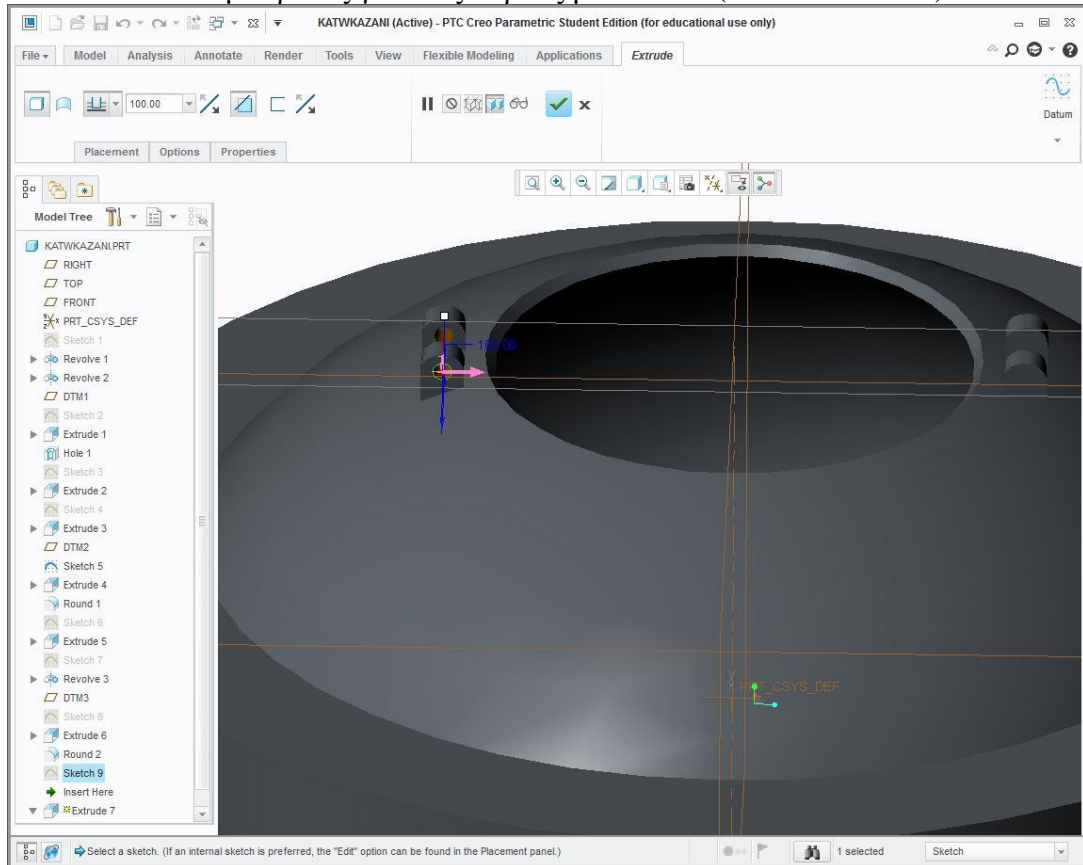 KATWKAZANI (Active) - PTC Creo Parametric Student Edition (for educational use only)
File Model Analysis Annotate Render Tools View Flexible Modeling Applications Extrude
100.00
Datum
Placement Options Properties
Model Tree
KATWKAZANI.PRT
RIGHT
TOP
FRONT
PRT_CSYS_DEF
Sketch 1
Revolve 1
Revolve 2
DTM1
Sketch 2
Extrude 1
Hole 1
Sketch 3
Extrude 2
Sketch 4
Extrude 3
DTM2
Sketch 5
Extrude 4
Round 1
Sketch 6
Extrude 5
Sketch 7
Revolve 3
DTM3
Sketch 8
Extrude 6
Round 2
Sketch 9
Insert Here
Extrude 7
PRT_CSYS_DEF
Select a sketch. (If an internal sketch is preferred, the "Edit" option can be found in the Placement panel.) 1 selected Sketch